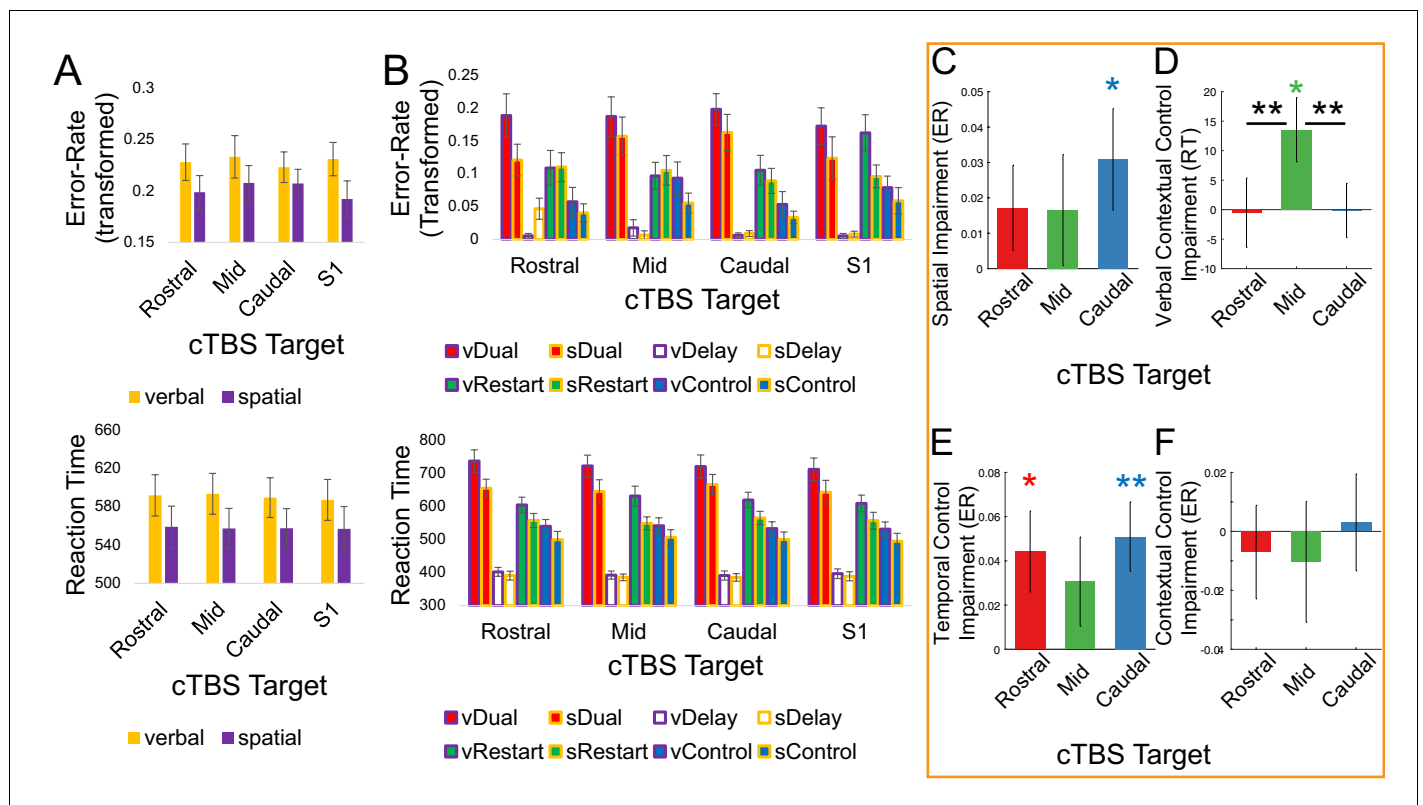 A
0.3
0.25
0.2
0.15
Error-Rate
(transformed)
Rostral
Mid
Caudal
S1
cTBS Target
verbal spatial
660
620
580
540
500
Reaction Time
Rostral
Mid
Caudal
S1
cTBS Target
verbal spatial
B
0.25
0.2
0.15
0.1
0.05
0
Error-Rate
(Transformed)
Rostral Mid Caudal S1
cTBS Target
vDual sDual vDelay sDelay
vRestart sRestart vControl sControl
800
700
600
500
400
300
Reaction Time
Rostral Mid Caudal S1
cTBS Target
vDual sDual vDelay sDelay
vRestart sRestart vControl sControl
C
0.05
0.04
0.03
0.02
0.01
0
Spatial Impairment (ER)
*
Rostral
Mid
Caudal
D
20
15
10
5
0
-5
-10
Verbal Contextual Control
Impairment (RT)
** * **
Rostral
Mid
Caudal
cTBS Target
E
0.08
0.06
0.04
0.02
0
Temporal Control
Impairment (ER)
* **
Rostral
Mid
Caudal
F
0.02
0
-0.02
-0.04
Contextual Control
Impairment (ER)
Rostral
Mid
Caudal
cTBS Target